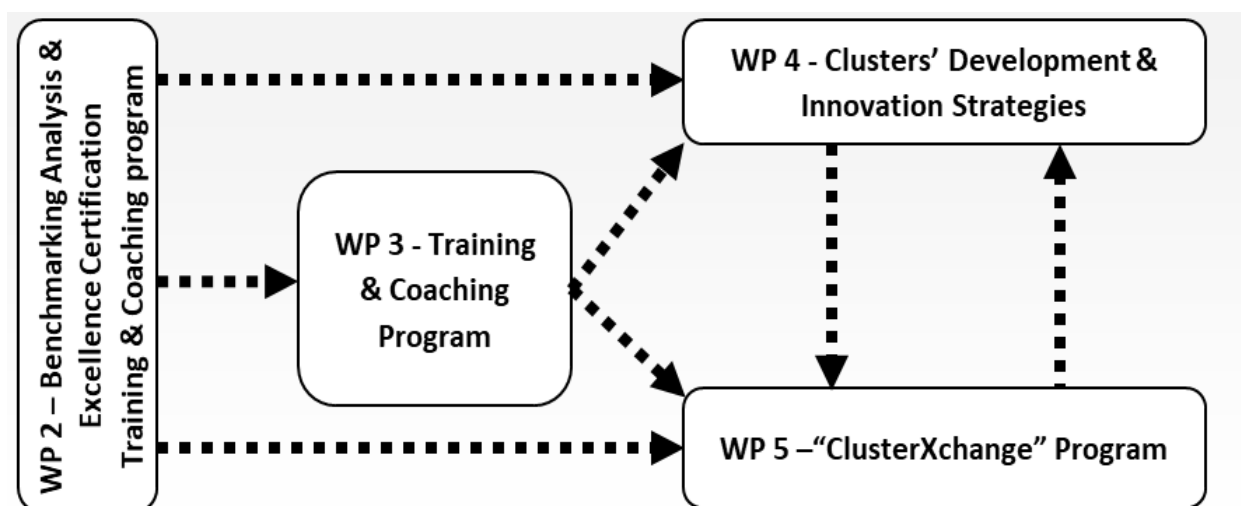 WP 2 – Benchmarking Analysis &
Excellence Certification
Training & Coaching program
WP 3 - Training
& Coaching
Program
WP 4 - Clusters’ Development &
Innovation Strategies
WP 5 –“ClusterXchange” Program